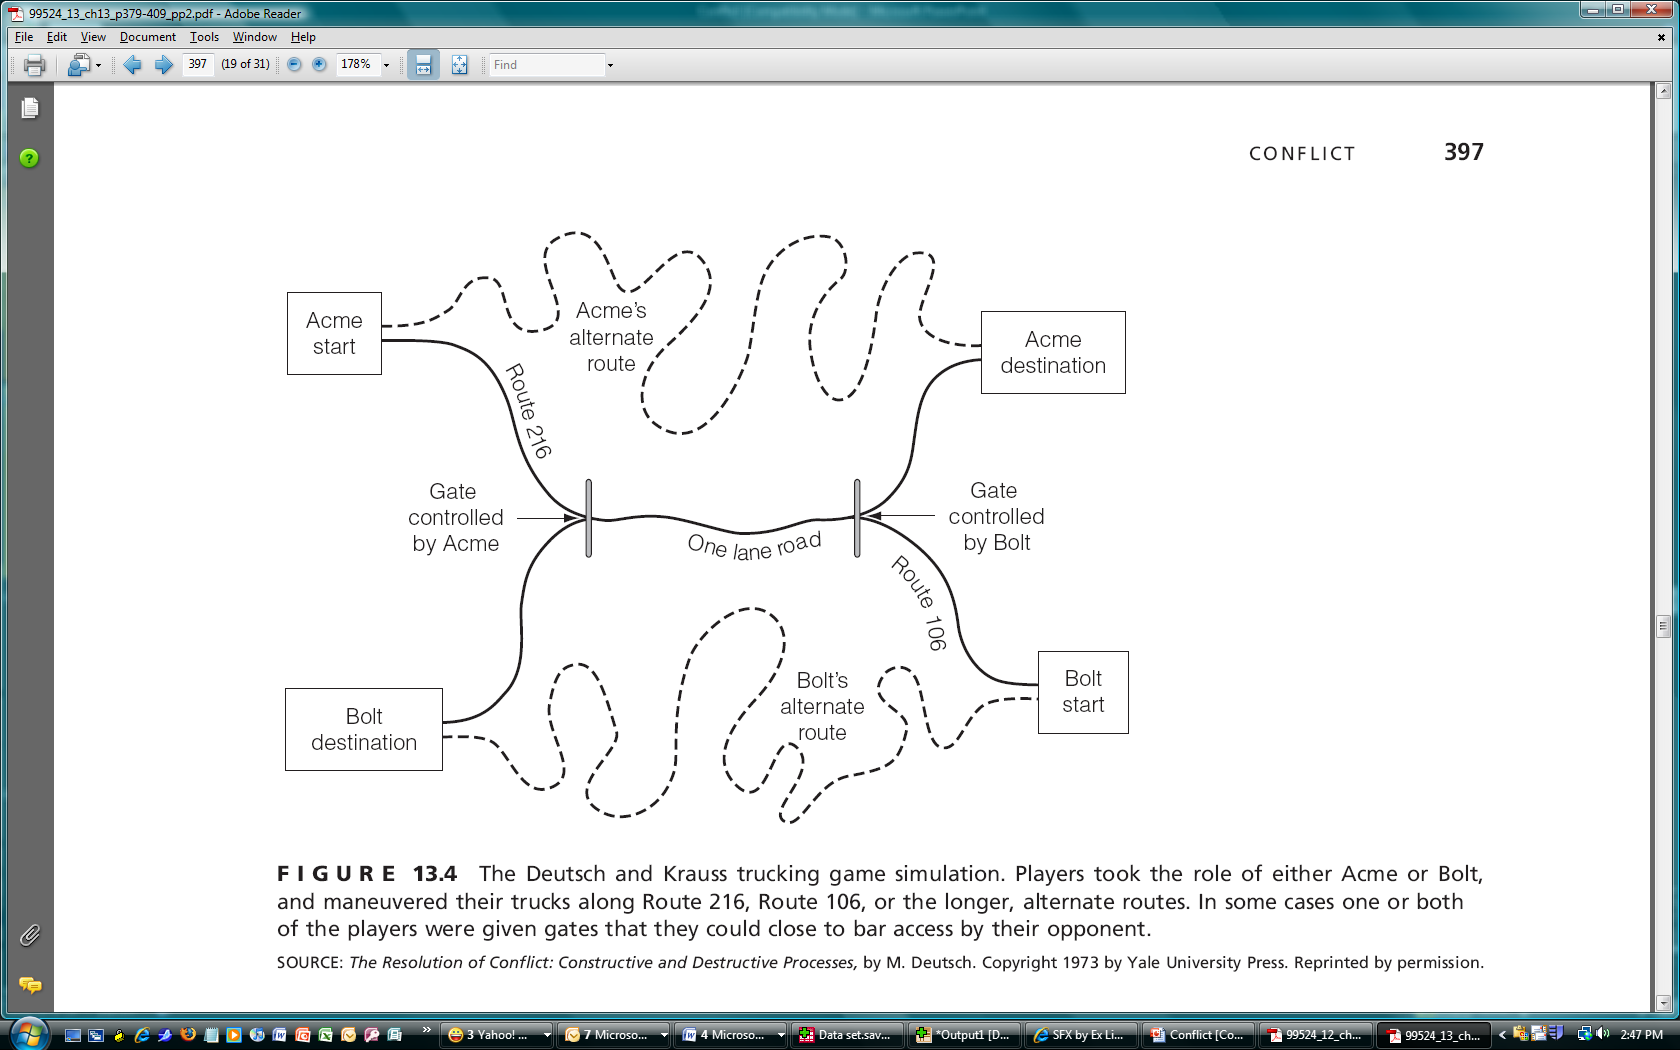 99524_13_ch13_p379-409_pp2.pdf - Adobe Reader
File Edit View Document Tools Window Help
397 (19 of 31) 178% Find
CONFLICT 397
Acme
start
Acme's
alternate
route
Acme
destination
Route 216
Gate
controlled
by Acme
One lane road
Gate
controlled
by Bolt
Route 106
Bolt
destination
Bolt's
alternate
route
Bolt
start
FIGURE 13.4 The Deutsch and Krauss trucking game simulation. Players took the role of either Acme or Bolt,
and maneuvered their trucks along Route 216, Route 106, or the longer, alternate routes. In some cases one or both
of the players were given gates that they could close to bar access by their opponent.
SOURCE: The Resolution of Conflict: Constructive and Destructive Processes, by M. Deutsch. Copyright 1973 by Yale University Press. Reprinted by permission.
3 Yahoo! ... 7 Microso... 4 Microso... Data set.sav... *Output1 [D... SFX by Ex Li... Conflict [Co... 99524_12_ch... 99524_13_ch... 2:47 PM